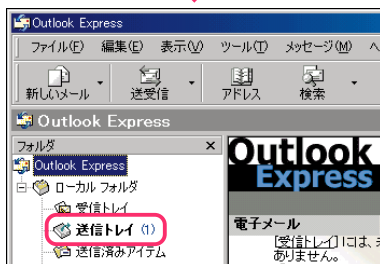 Outlook Express
ファイル(F) 編集(E) 表示(V) ツール(T) メッセージ(M) ヘ
新しいメール 送受信 アドレス 検索
Outlook Express
フォルダ ×
Outlook Express
ローカル フォルダ
受信トレイ
送信トレイ (1)
送信済みアイテム
Outlook
Express
電子メール
[受信トレイ] には、
ありません。